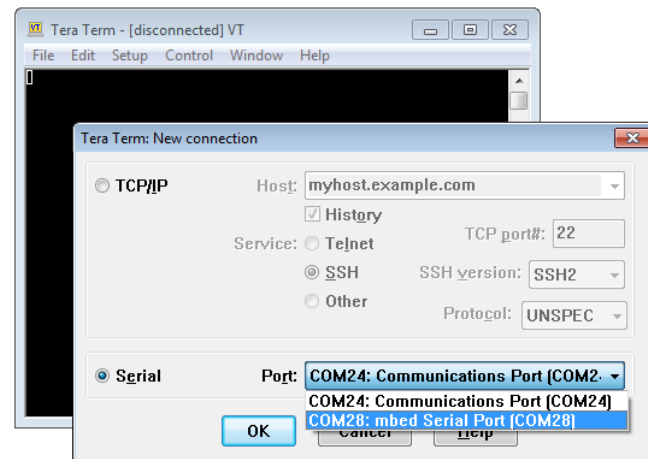 Tera Term - [disconnected] VT
File Edit Setup Control Window Help
Tera Term: New connection
TCP/IP Host: myhost.example.com
History
Service: Telnet TCP port#: 22
SSH SSH version: SSH2
Other Protocol: UNSPEC
Serial Port: COM24: Communications Port (COM2
COM24: Communications Port (COM24)
COM28: mbed Serial Port (COM28)
OK Cancel Help